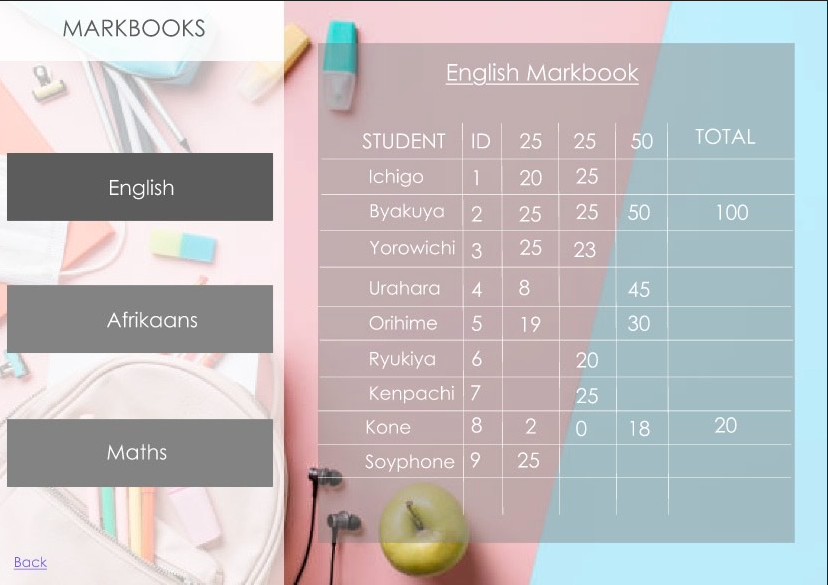 MARKBOOKS
English
Afrikaans
Maths
Back
English Markbook
STUDENT ID 25 25 50 TOTAL
Ichigo 1 20 25
Byakuya 2 25 25 50 100
Yorowichi 3 25 23
Urahara 4 8 45
Orihime 5 19 30
Ryukiya 6 20
Kenpachi 7 25
Kone 8 2 0 18 20
Soyphone 9 25